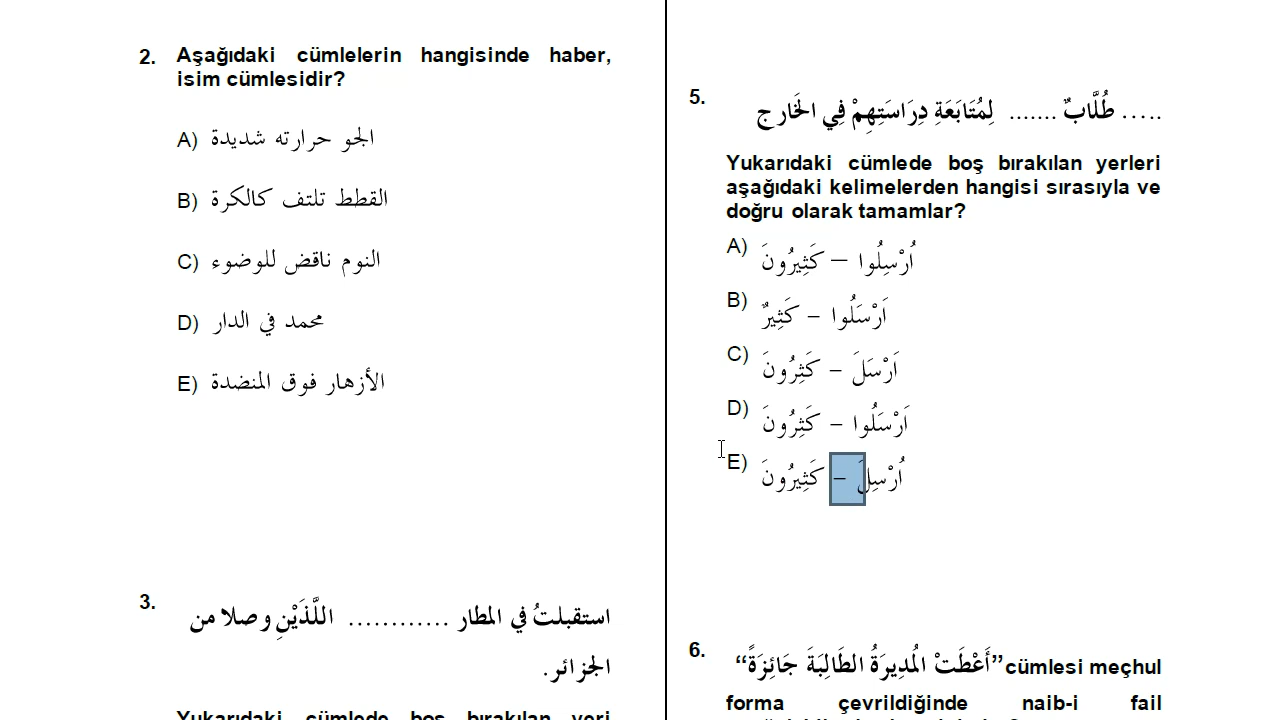 2. Aşağıdaki cümlelerin hangisinde haber,
isim cümlesidir?
A) الجو حرارته شديدة
B) القطط تلتف كالكرة
C) النوم ناقض للوضوء
D) محمد في الدار
E) الأزهار فوق المنضدة
3. استقبلتُ في المطار ............ اللَّذَيْنِ وصلا من
الجزائر.
5. ..... طُلَّابٌ ....... لِمُتَابَعَةِ دِرَاسَتِهِمْ فِي الخَارج
Yukarıdaki cümlede boş bırakılan yerleri
aşağıdaki kelimelerden hangisi sırasıyla ve
doğru olarak tamamlar?
A) اُرْسِلُوا – كَثِيرُونَ
B) اَرْسَلُوا – كَثِيرٌ
C) اَرْسَلَ – كَثِرُونَ
D) اَرْسَلُوا – كَثِرُونَ
E) اُرْسِلَ – كَثِيرُونَ
6. “أَعْطَتْ الُمدِيرَةُ الطَالِبَةَ جَائِزَةً” cümlesi meçhul
forma çevrildiğinde naib-i fail